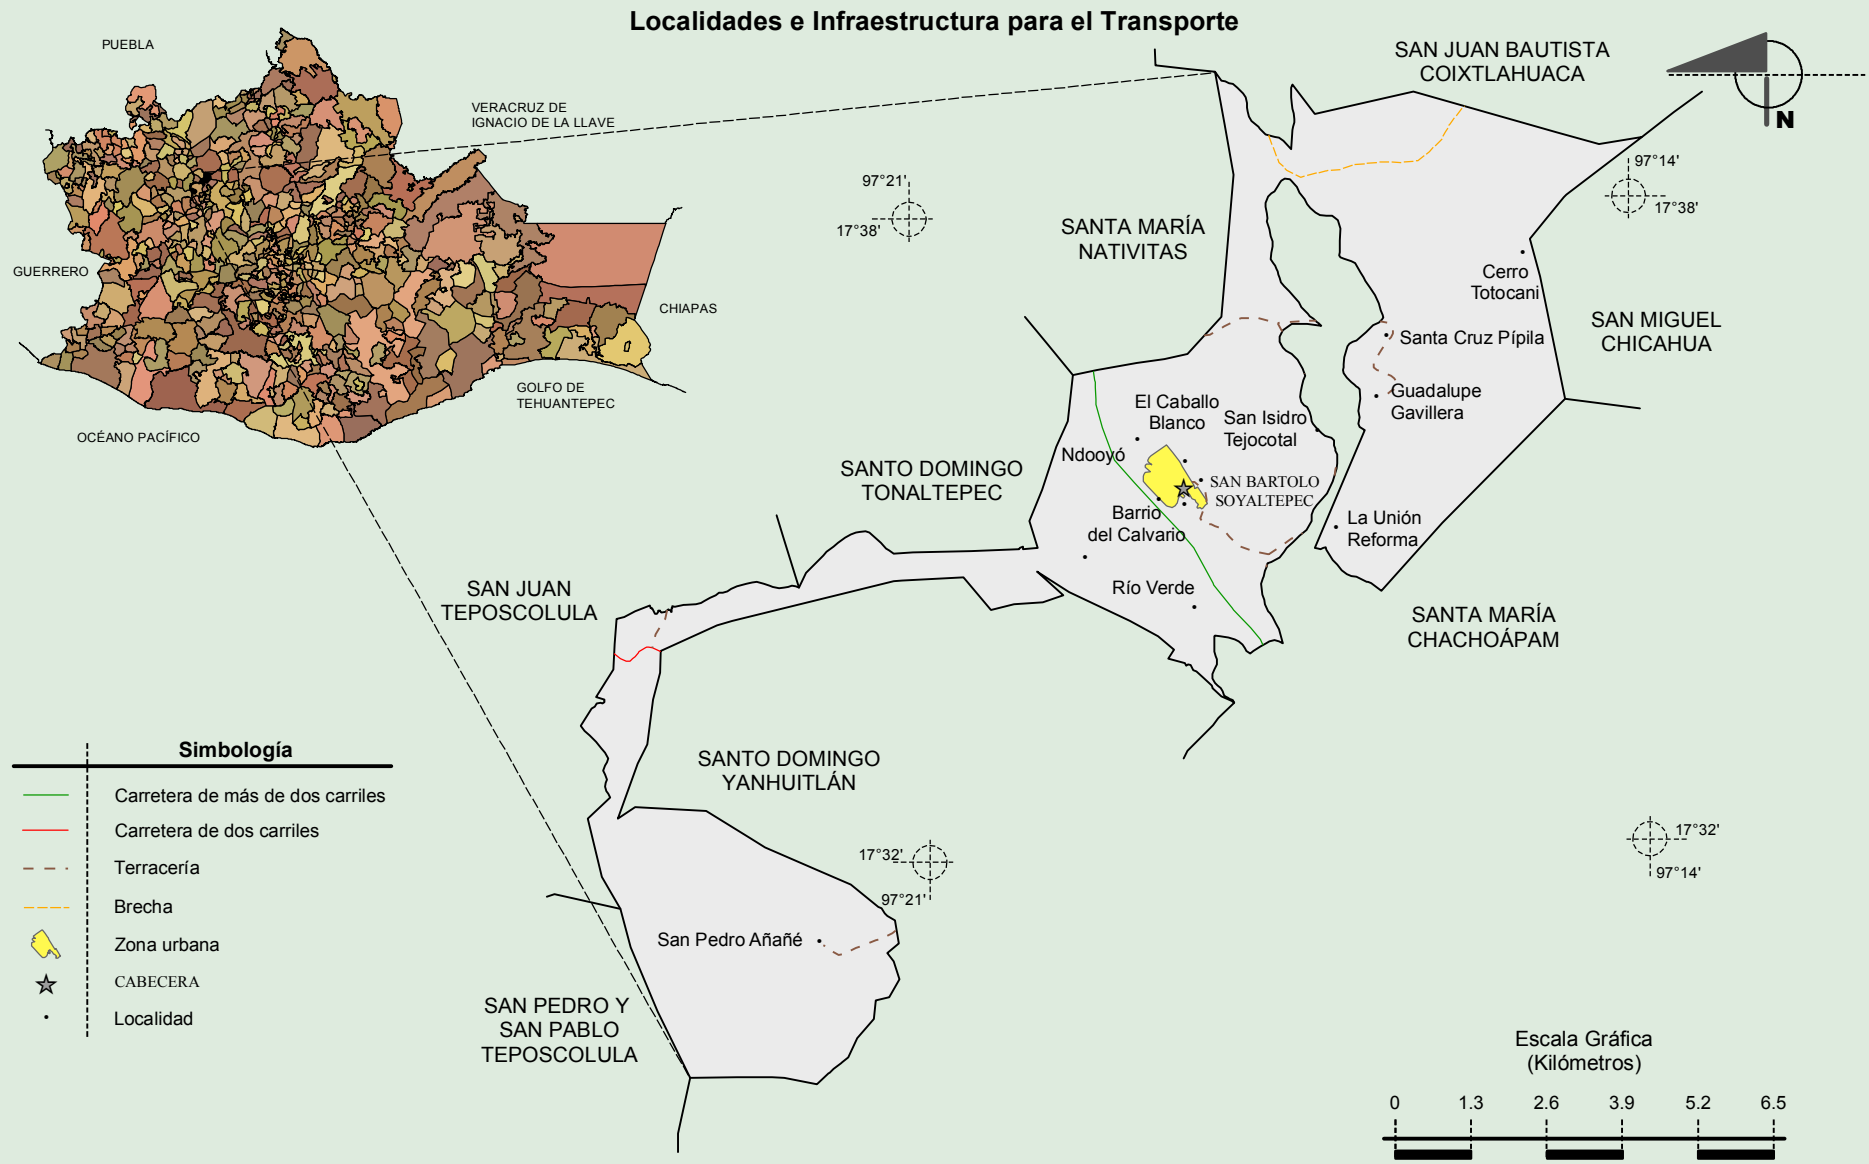 Localidades e Infraestructura para el Transporte
PUEBLA
VERACRUZ DE
IGNACIO DE LA LLAVE
GUERRERO
CHIAPAS
GOLFO DE
TEHUANTEPEC
OCÉANO PACÍFICO
SAN JUAN BAUTISTA
COIXTLAHUACA
N
97°21'
17°38'
97°14'
17°38'
SANTA MARÍA
NATIVITAS
Cerro
Totocani
SAN MIGUEL
CHICAHUA
Santa Cruz Pípila
Guadalupe
Gavillera
El Caballo
Blanco
San Isidro
Tejocotal
Ndooyó
SAN BARTOLO
SOYALTEPEC
SANTO DOMINGO
TONALTEPEC
Barrio
del Calvario
La Unión
Reforma
Río Verde
SAN JUAN
TEPOSCOLULA
SANTA MARÍA
CHACHOÁPAM
SANTO DOMINGO
YANHUITLÁN
Simbología
Carretera de más de dos carriles
Carretera de dos carriles
Terracería
Brecha
Zona urbana
CABECERA
Localidad
17°32'
97°21'
17°32'
97°14'
San Pedro Añañé
SAN PEDRO Y
SAN PABLO
TEPOSCOLULA
Escala Gráfica
(Kilómetros)
0 1.3 2.6 3.9 5.2 6.5